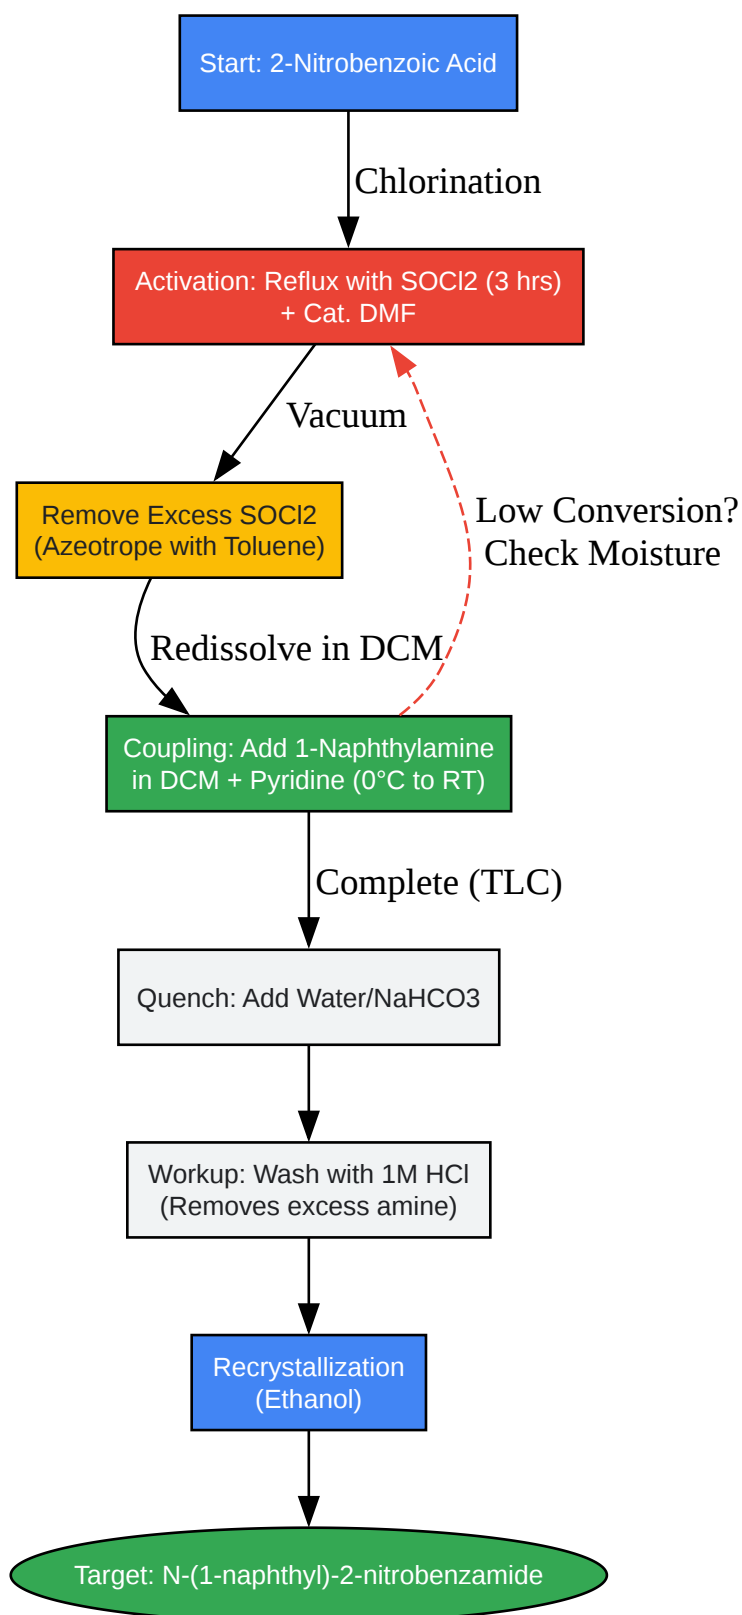 Start: 2-Nitrobenzoic Acid
Chlorination
Activation: Reflux with SOCl2 (3 hrs)
+ Cat. DMF
Vacuum
Remove Excess SOCl2
(Azeotrope with Toluene)
Low Conversion?
Check Moisture
Redissolve in DCM
Coupling: Add 1-Naphthylamine
in DCM + Pyridine (0°C to RT)
Complete (TLC)
Quench: Add Water/NaHCO3
Workup: Wash with 1M HCl
(Removes excess amine)
Recrystallization
(Ethanol)
Target: N-(1-naphthyl)-2-nitrobenzamide